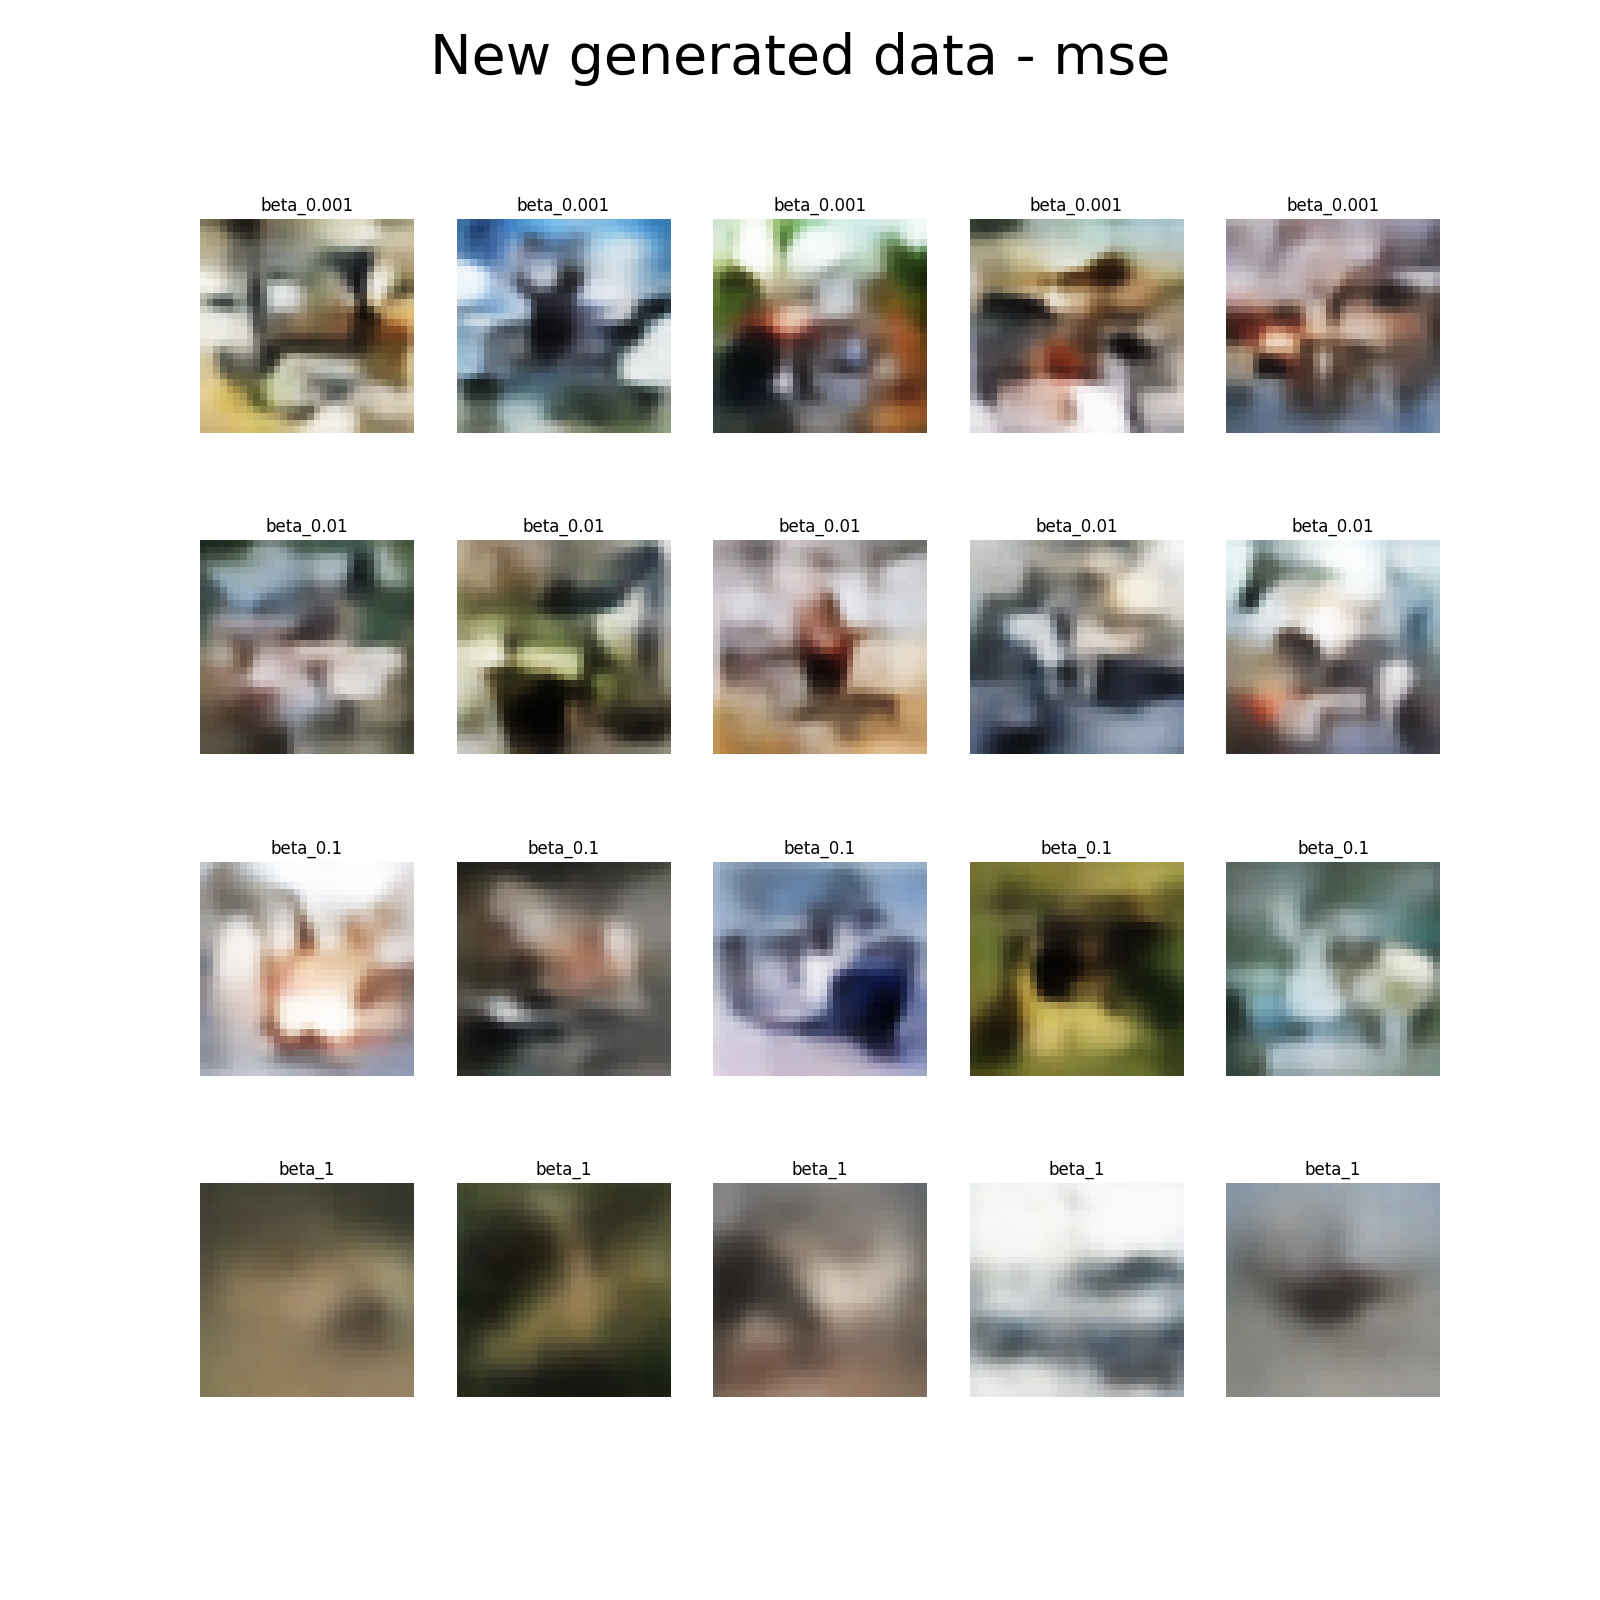 New generated data - mse
beta_0.001 beta_0.001 beta_0.001 beta_0.001 beta_0.001
beta_0.01 beta_0.01 beta_0.01 beta_0.01 beta_0.01
beta_0.1 beta_0.1 beta_0.1 beta_0.1 beta_0.1
beta_1 beta_1 beta_1 beta_1 beta_1